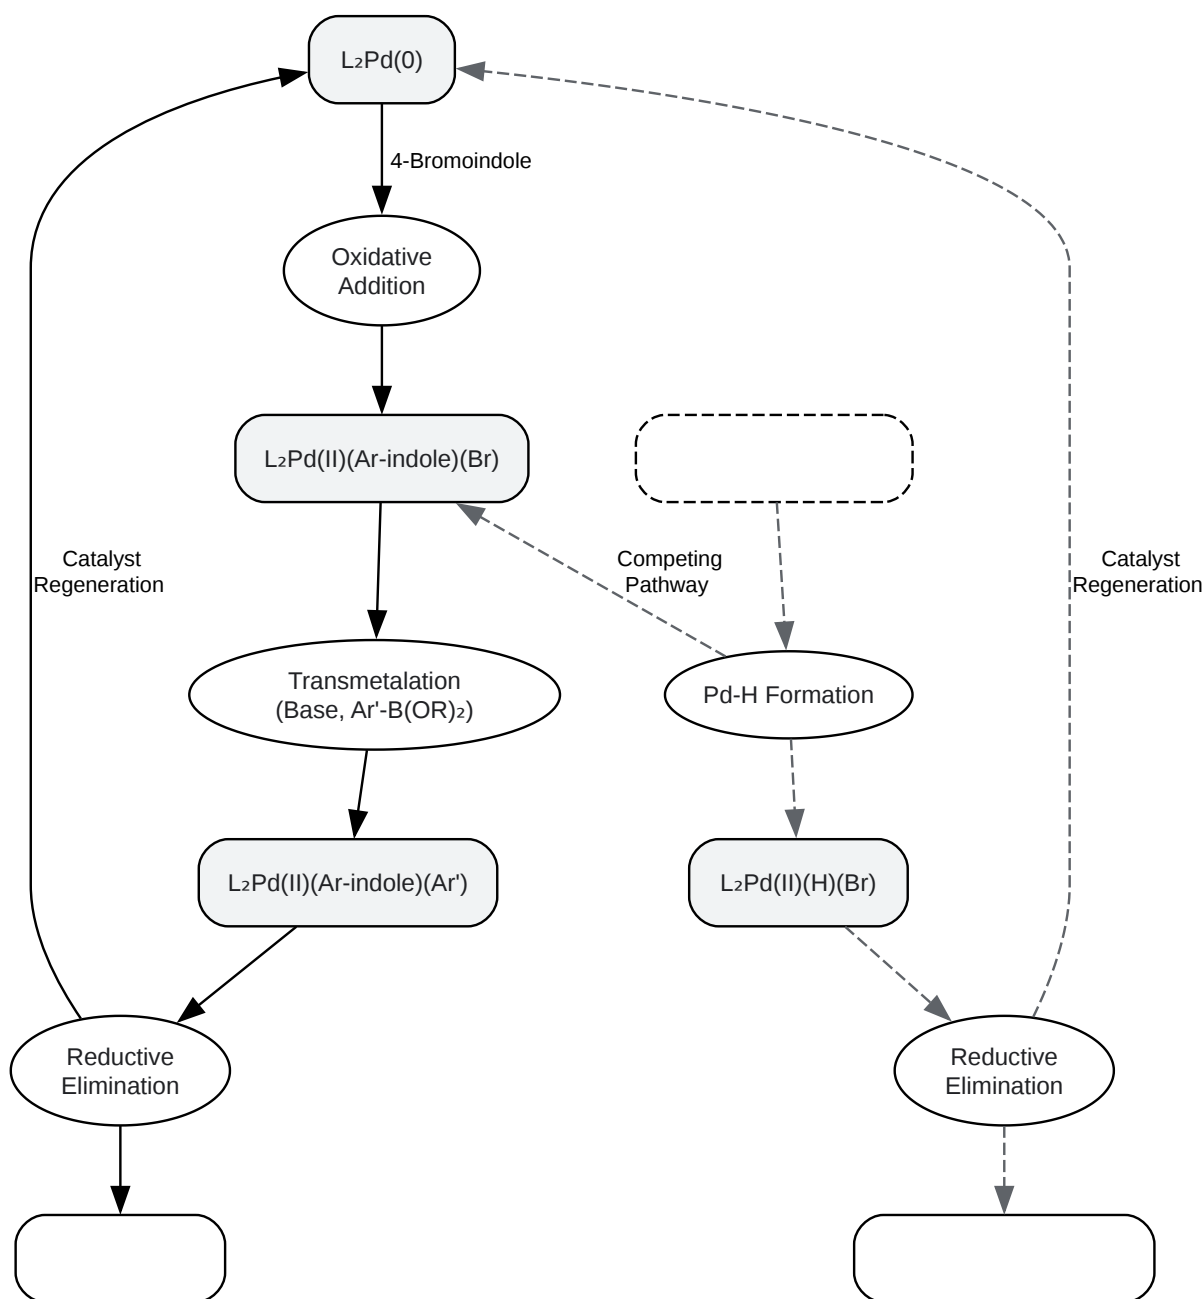 L₂Pd(0)
4-Bromoindole
Oxidative
Addition
L₂Pd(II)(Ar-indole)(Br)
Catalyst
Regeneration
Competing
Pathway
Catalyst
Regeneration
Transmetalation
(Base, Ar'-B(OR)₂)
Pd-H Formation
L₂Pd(II)(Ar-indole)(Ar')
L₂Pd(II)(H)(Br)
Reductive
Elimination
Reductive
Elimination